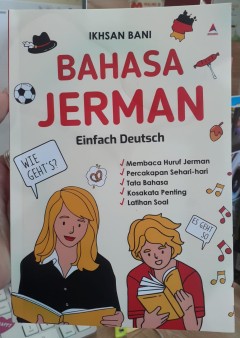 IKHSAN BANI
BAHASA
JERMAN
Einfach Deutsch
WIE
GEHT'S?
Membaca Huruf Jerman
Percakapan Sehari-hari
Tata Bahasa
Kosakata Penting
Latihan Soal
ES GEHT
SO